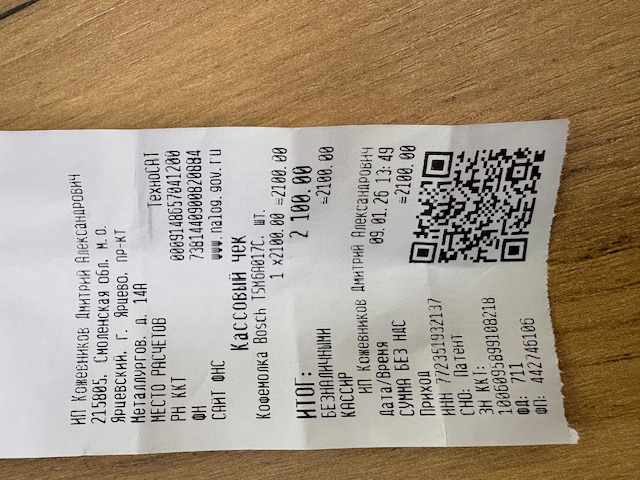 ИП Кожевников Дмитрий Александрович
215805, Смоленская обл, м.о.
Ярцевский, г. Ярцево, пр-кт
Металлургов, д. 14А
МЕСТО РАСЧЕТОВ ТехноСАТ
РН ККТ 0009148657041200
ФН 7381440900820884
САЙТ ФНС www.nalog.gov.ru
Кассовый чек
Кофемолка Bosch TSM6A017C, шт.
1 x2100.00 =2100.00
ИТОГ: 2 100.00
БЕЗНАЛИЧНЫМИ =2100.00
КАССИР
ИП Кожевников Дмитрий Александрович
Дата/Время 09.01.26 13:49
СУММА БЕЗ НДС =2100.00
Приход
ИНН 772351932137
СНО: Патент
ЗН ККТ:
1006095899108218
ФД: 711
ФП: 442746106